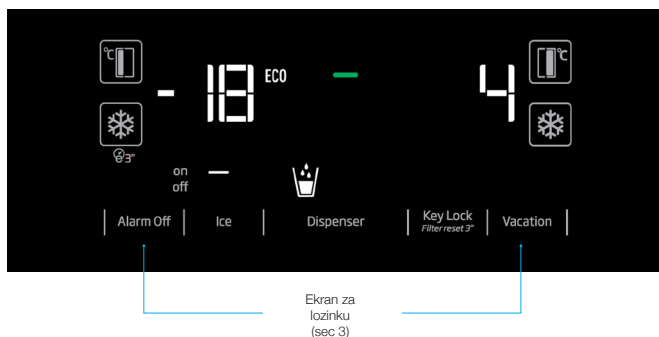 °C
°C
- 18 ECO
4
3"
on
off
Alarm Off
Ice
Dispenser
Key Lock
Filter reset 3"
Vacation
Ekran za
lozinku
(sec 3)